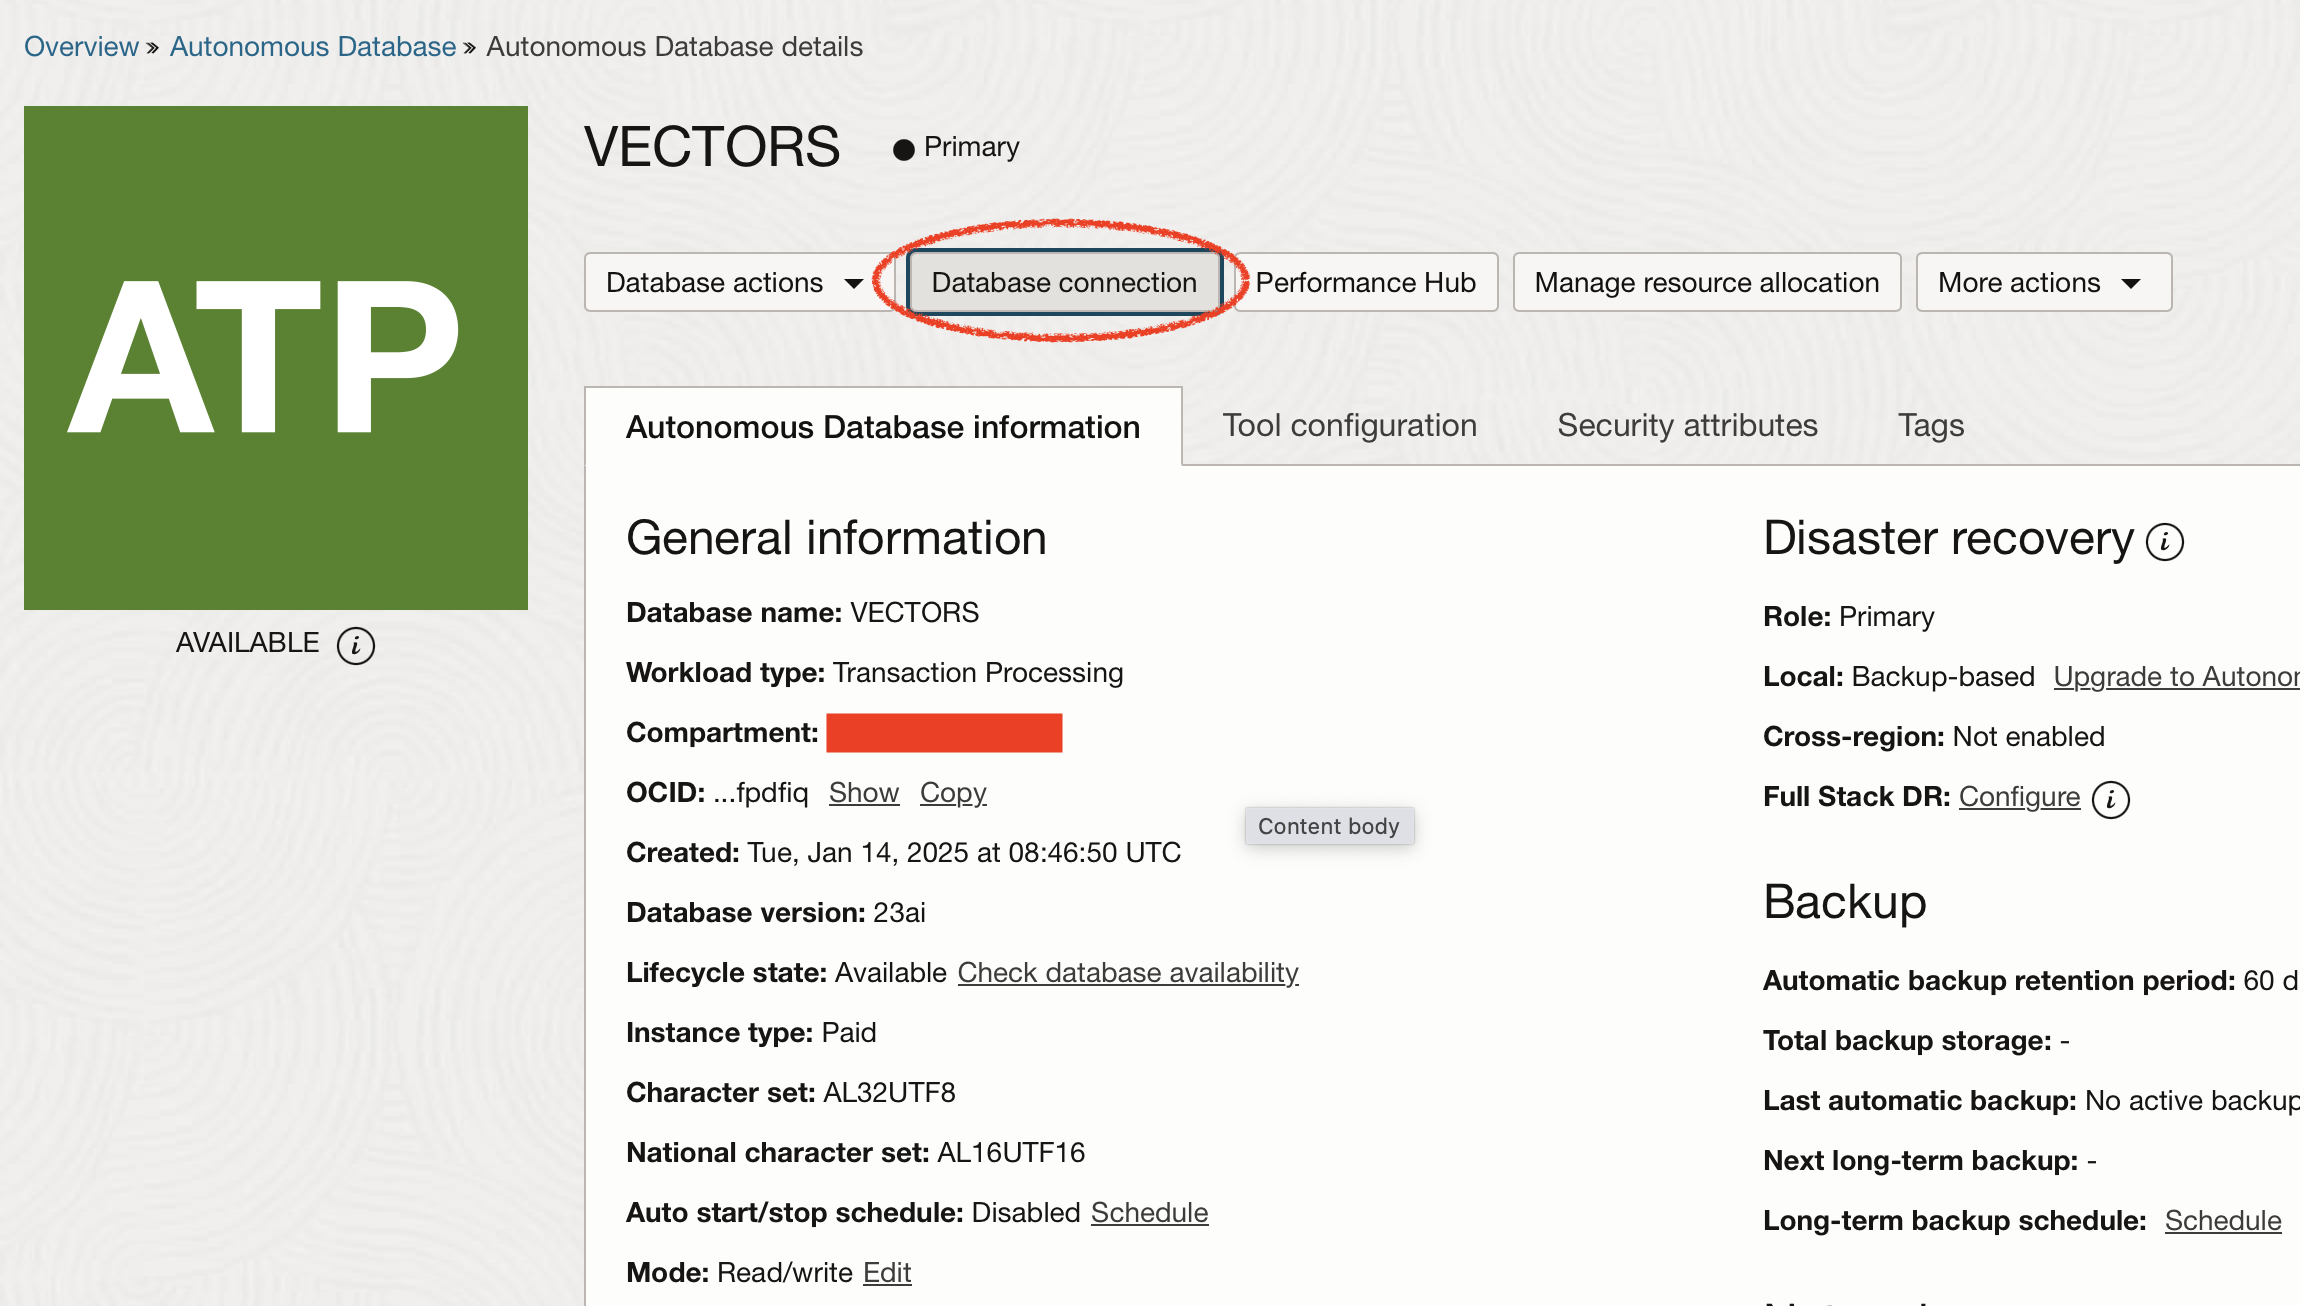 Overview » Autonomous Database » Autonomous Database details
ATP
AVAILABLE i
VECTORS ● Primary
Database actions Database connection Performance Hub Manage resource allocation More actions
Autonomous Database information Tool configuration Security attributes Tags
General information
Database name: VECTORS
Workload type: Transaction Processing
Compartment:
OCID: ...fpdfiq Show Copy
Content body
Created: Tue, Jan 14, 2025 at 08:46:50 UTC
Database version: 23ai
Lifecycle state: Available Check database availability
Instance type: Paid
Character set: AL32UTF8
National character set: AL16UTF16
Auto start/stop schedule: Disabled Schedule
Mode: Read/write Edit
Disaster recovery i
Role: Primary
Local: Backup-based Upgrade to
Cross-region: Not enabled
Full Stack DR: Configure i
Backup
Automatic backup retention period: 60
Total backup storage: -
Last automatic backup: No active backup
Next long-term backup: -
Long-term backup schedule: Schedule